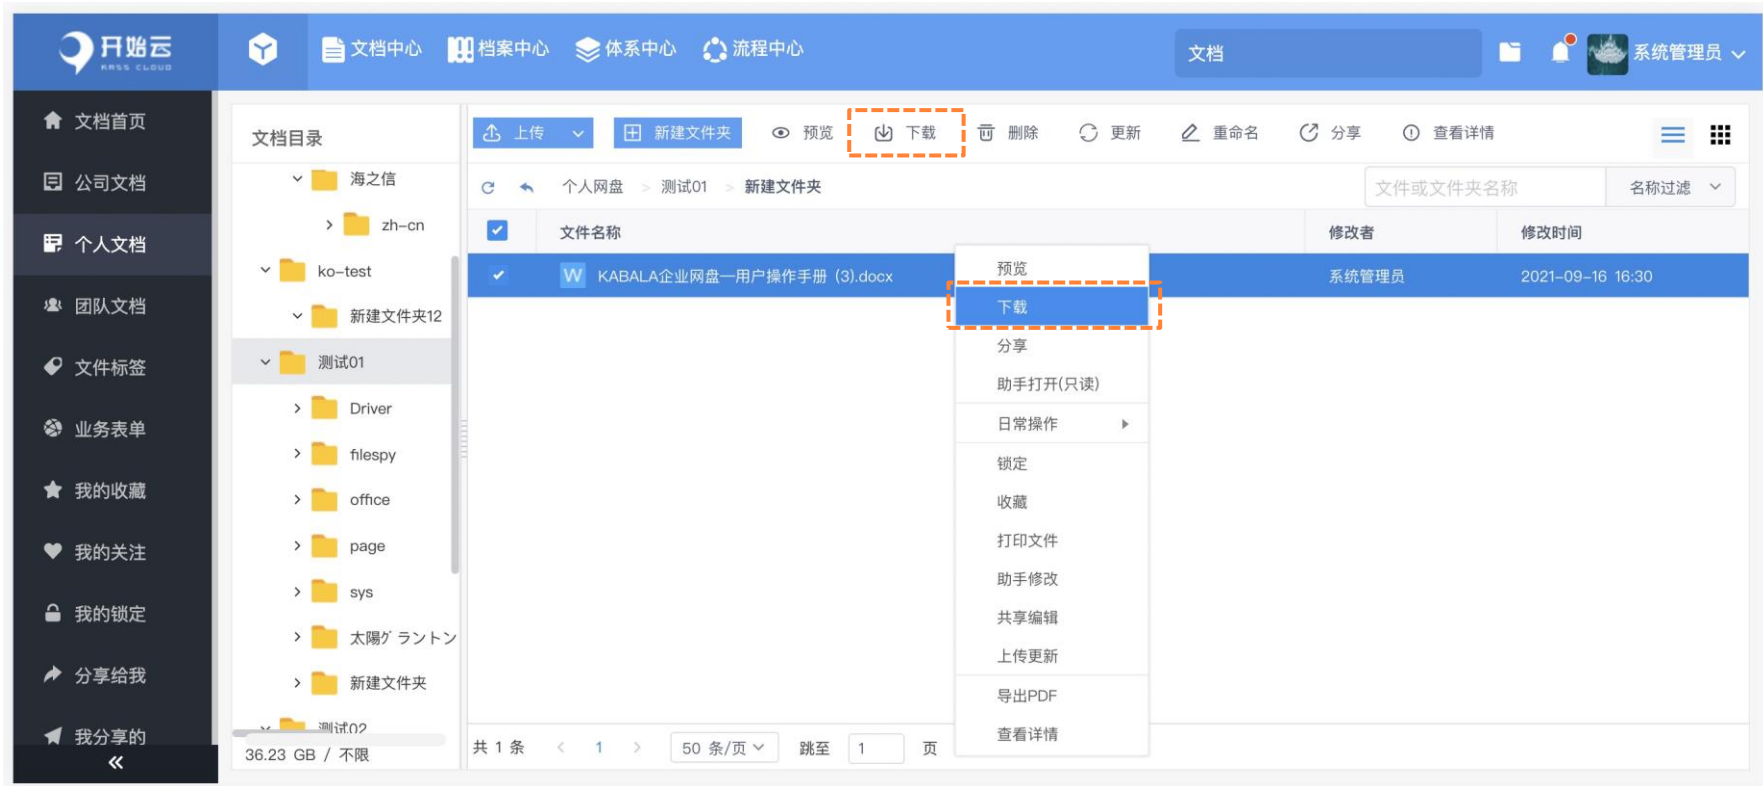 开始云
KASS CLOUD
文档中心
档案中心
体系中心
流程中心
文档
系统管理员
文档首页
公司文档
个人文档
团队文档
文件标签
业务表单
我的收藏
我的关注
我的锁定
分享给我
我分享的
文档目录
海之信
zh-cn
ko-test
新建文件夹12
测试01
Driver
filespy
office
page
sys
太陽グラントン
新建文件夹
测试02
36.23 GB / 不限
上传
新建文件夹
预览
下载
删除
更新
重命名
分享
查看详情
个人网盘 > 测试01 > 新建文件夹
文件或文件夹名称
名称过滤
文件名称
修改者
修改时间
W KABALA企业网盘—用户操作手册 (3).docx
系统管理员
2021-09-16 16:30
预览
下载
分享
助手打开(只读)
日常操作
锁定
收藏
打印文件
助手修改
共享编辑
上传更新
导出PDF
查看详情
共 1 条 < 1 > 50 条/页 跳至 1 页